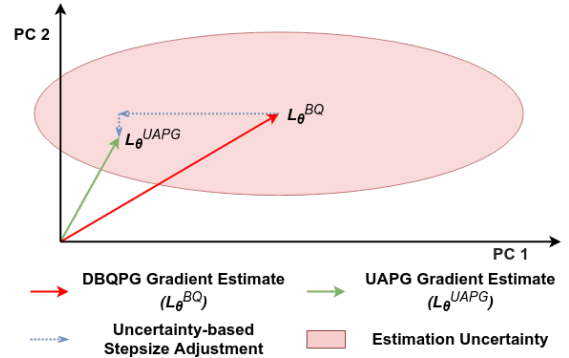 PC 2
L_θ^BQ
L_θ^UAPG
PC 1
DBQPG Gradient Estimate
(L_θ^BQ)
UAPG Gradient Estimate
(L_θ^UAPG)
Uncertainty-based
Stepsize Adjustment
Estimation Uncertainty